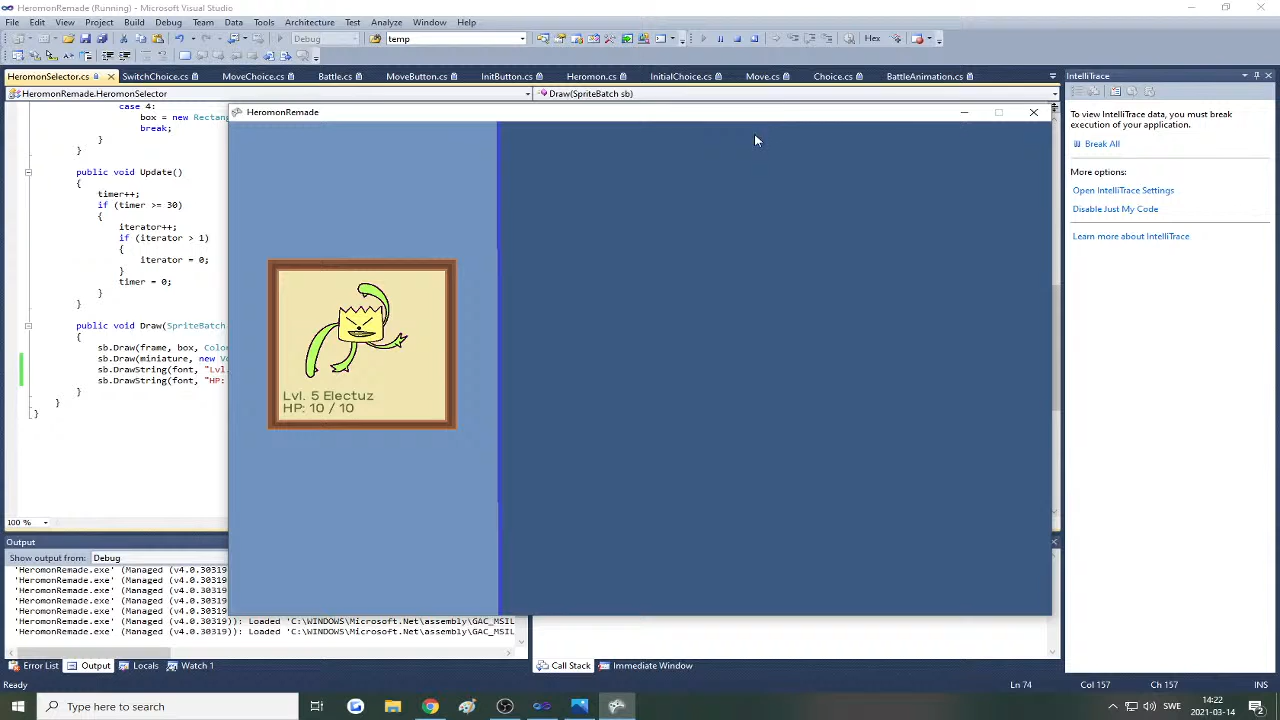 HeromonRemade (Running) - Microsoft Visual Studio
File Edit View Project Build Debug Team Data Tools Architecture Test Analyze Window Help
Debug temp Hex
HeromonSelector.cs SwitchChoice.cs MoveChoice.cs Battle.cs MoveButton.cs InitButton.cs Heromon.cs InitialChoice.cs Move.cs Choice.cs BattleAnimation.cs IntelliTrace
HeromonRemade.HeromonSelector Draw(SpriteBatch sb)
case 4:
box = new Rectan
break;
}
}
public void Update()
{
timer++;
if (timer >= 30)
{
iterator++;
if (iterator > 1)
{
iterator = 0;
}
timer = 0;
}
}
public void Draw(SpriteBatch
{
sb.Draw(frame, box, Colo
sb.Draw(miniature, new Ve
sb.DrawString(font, "Lvl.
sb.DrawString(font, "HP:
}
}
}
HeromonRemade
Lvl. 5 Electuz
HP: 10 / 10
To view IntelliTrace data, you must break
execution of your application.
Break All
More options:
Open IntelliTrace Settings
Disable Just My Code
Learn more about IntelliTrace
100 %
Output
Show output from: Debug
'HeromonRemade.exe' (Managed (v4.0.30319)
'HeromonRemade.exe' (Managed (v4.0.30319)
'HeromonRemade.exe' (Managed (v4.0.30319)
'HeromonRemade.exe' (Managed (v4.0.30319)
'HeromonRemade.exe' (Managed (v4.0.30319)
'HeromonRemade.exe' (Managed (v4.0.30319)): Loaded 'C:\WINDOWS\Microsoft.Net\assembly\GAC_MSIL
'HeromonRemade.exe' (Managed (v4.0.30319)): Loaded 'C:\WINDOWS\Microsoft.Net\assembly\GAC_MSIL
Error List Output Locals Watch 1 Call Stack Immediate Window
Ready Ln 74 Col 157 Ch 157 INS
Type here to search SWE 14:22
2021-03-14 2